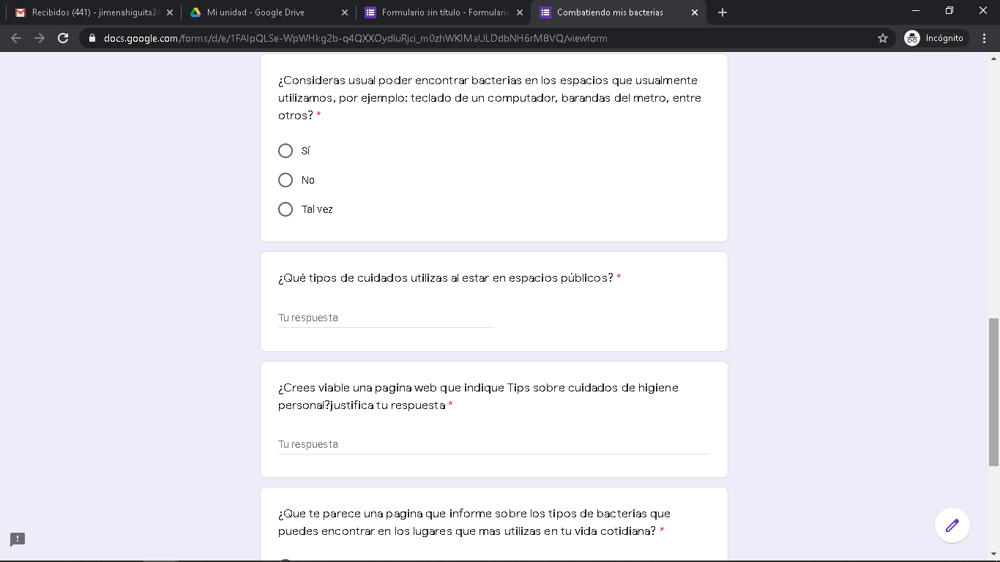 Recibidos (441) - jimenahiguita24
Mi unidad - Google Drive
Formulario sin título - Formulario
Combatiendo mis bacterias
docs.google.com/forms/d/e/1FAIpQLSe-WpWHkg2b-q4QXXOydluRjci_m0zhWKIMaULDdbNH6rM8VQ/viewform
Incógnito
¿Consideras usual poder encontrar bacterias en los espacios que usualmente
utilizamos, por ejemplo: teclado de un computador, barandas del metro, entre
otros? *
Sí
No
Tal vez
¿Qué tipos de cuidados utilizas al estar en espacios públicos? *
Tu respuesta
¿Crees viable una pagina web que indique Tips sobre cuidados de higiene
personal?justifica tu respuesta *
Tu respuesta
¿Que te parece una pagina que informe sobre los tipos de bacterias que
puedes encontrar en los lugares que mas utilizas en tu vida cotidiana? *